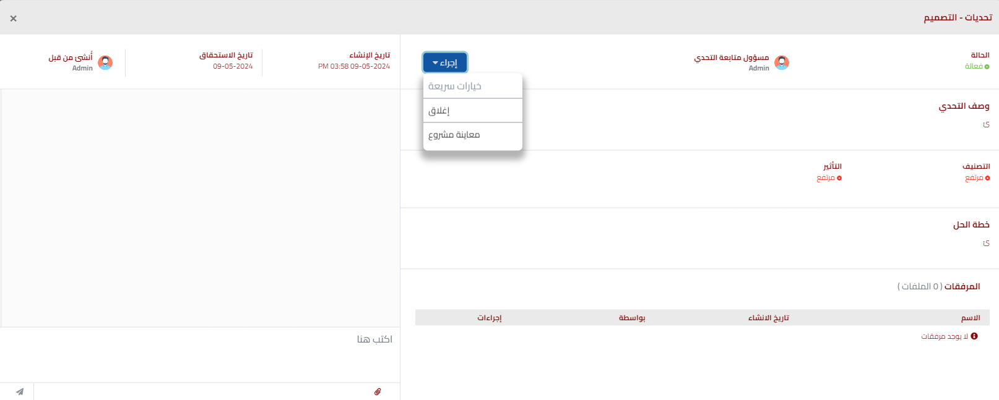 تحديات - التصميم
الحالة
فعالة
مسؤول متابعة التحدي
Admin
إجراء
خيارات سريعة
إغلاق
معاينة مشروع
وصف التحدي
ئ
التصنيف
مرتفع
التأثير
مرتفع
خطة الحل
ئ
المرفقات ( 0 الملفات )
الاسم
تاريخ الانشاء
بواسطة
إجراءات
لا يوجد مرفقات
تاريخ الإنشاء
09-05-2024 03:58 PM
تاريخ الاستحقاق
09-05-2024
أنشئ من قبل
Admin
اكتب هنا